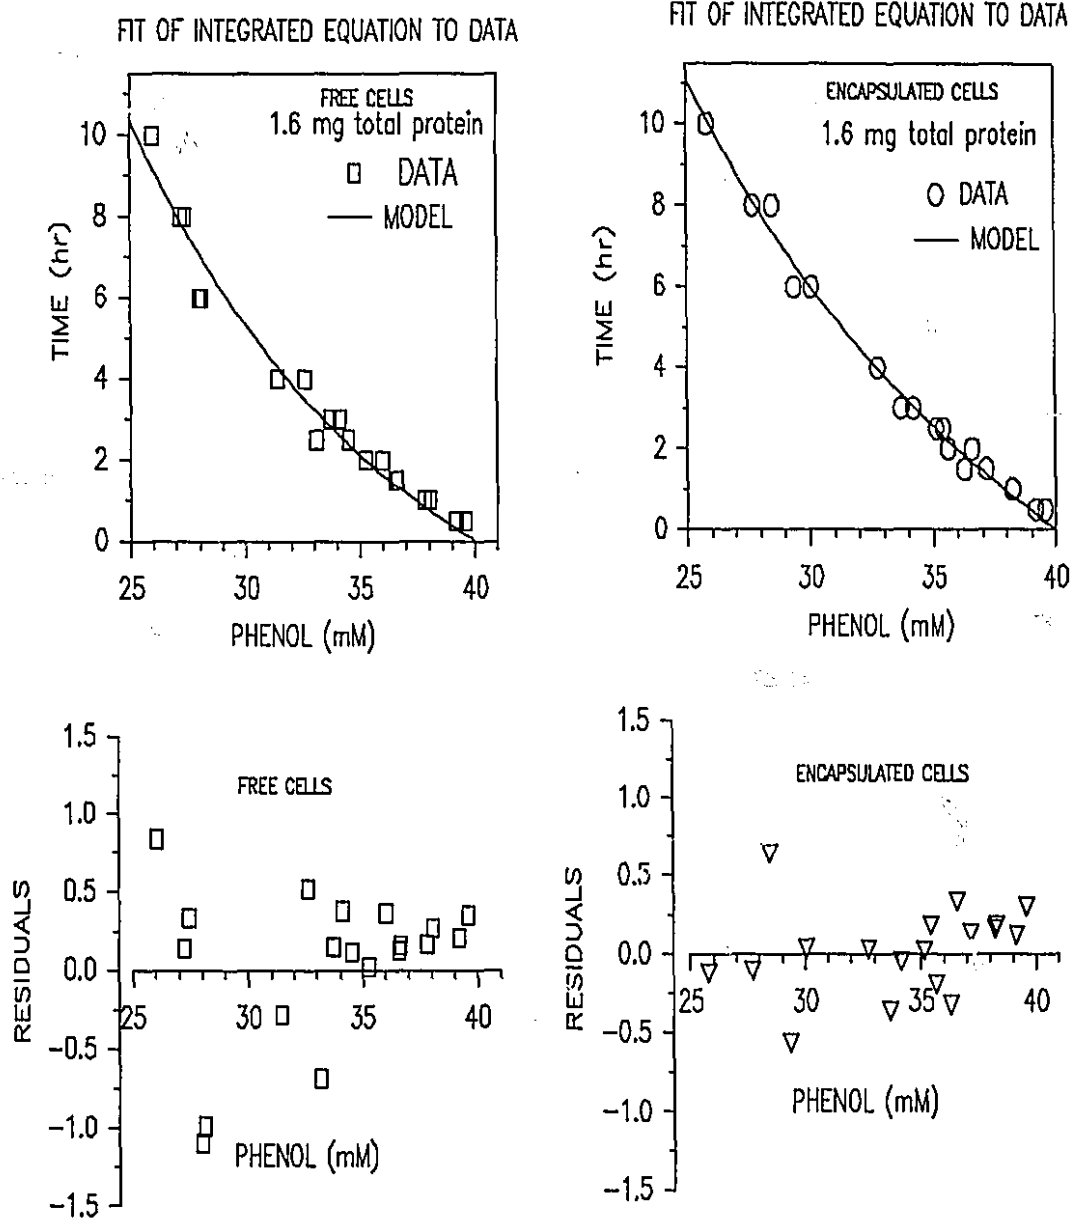 FIT OF INTEGRATED EQUATION TO DATA
FREE CELLS
1.6 mg total protein
DATA
MODEL
10
8
6
4
2
0
TIME (hr)
25 30 35 40
PHENOL (mM)
FIT OF INTEGRATED EQUATION TO DATA
ENCAPSULATED CELLS
1.6 mg total protein
DATA
MODEL
10
8
6
4
2
0
TIME (hr)
25 30 35 40
PHENOL (mM)
1.5
FREE CELLS
1.0
0.5
0.0
RESIDUALS
25 30 35 40
-0.5
-1.0
PHENOL (mM)
-1.5
1.5
ENCAPSULATED CELLS
1.0
0.5
0.0
RESIDUALS
25 30 35 40
-0.5
PHENOL (mM)
-1.0
-1.5